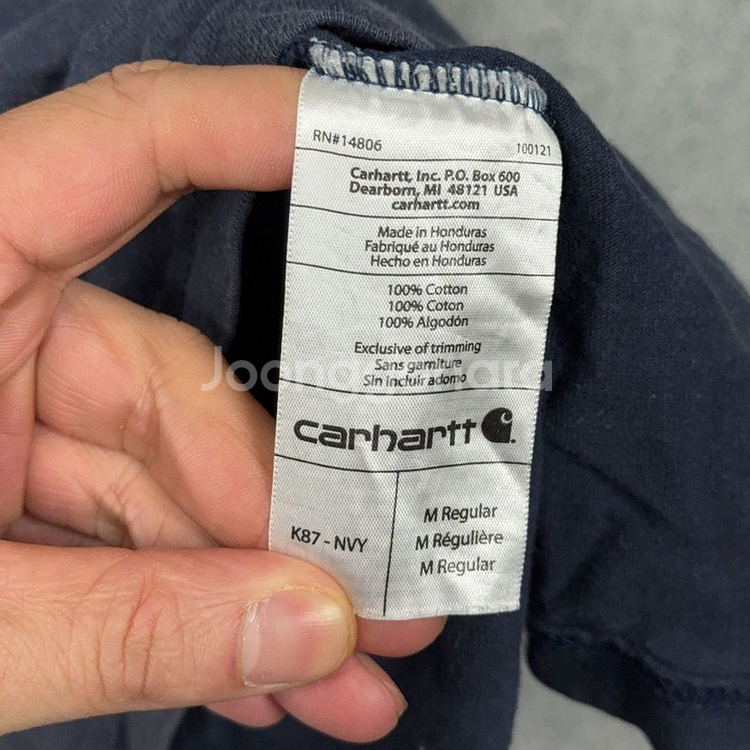 RN#14806
100121
Carhartt, Inc. P.O. Box 600
Dearborn, MI 48121 USA
carhartt.com
Made in Honduras
Fabriqué au Honduras
Hecho en Honduras
100% Cotton
100% Coton
100% Algodón
Exclusive of trimming
Sans garniture
Sin incluir adorno
carhartt
K87 - NVY
M Regular
M Régulière
M Regular